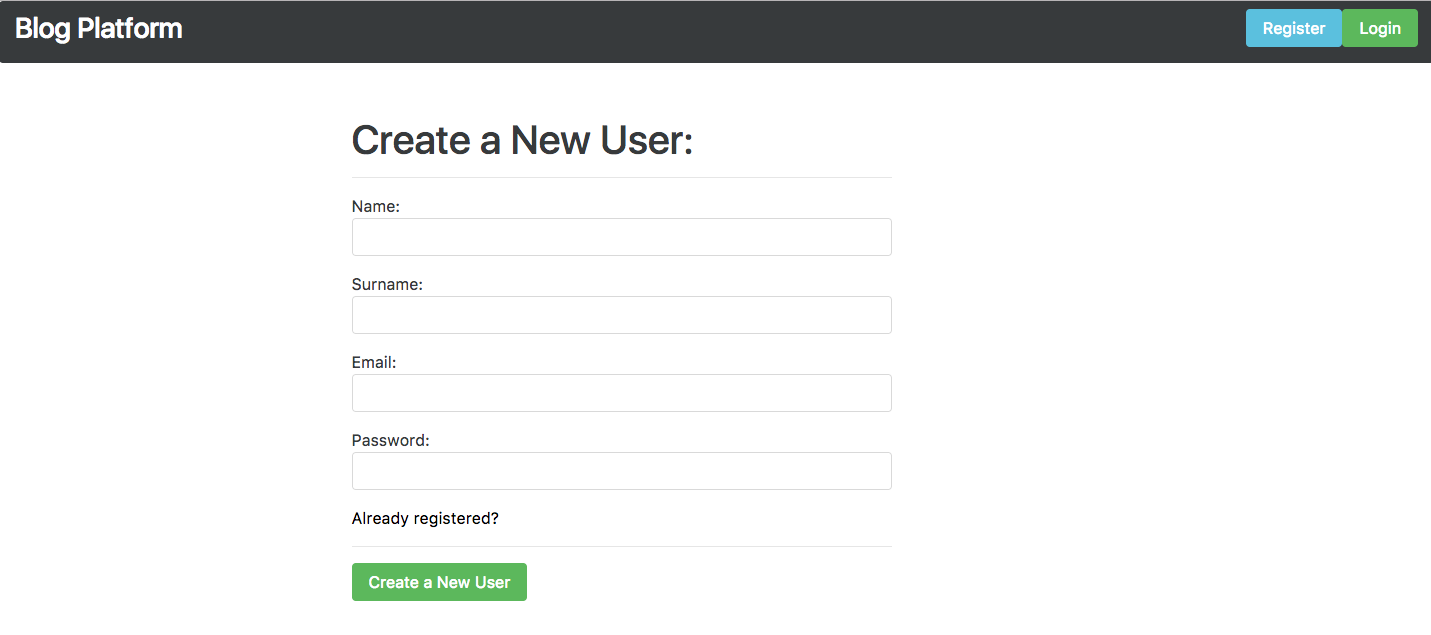 Blog Platform
Register
Login
Create a New User:
Name:
Surname:
Email:
Password:
Already registered?
Create a New User